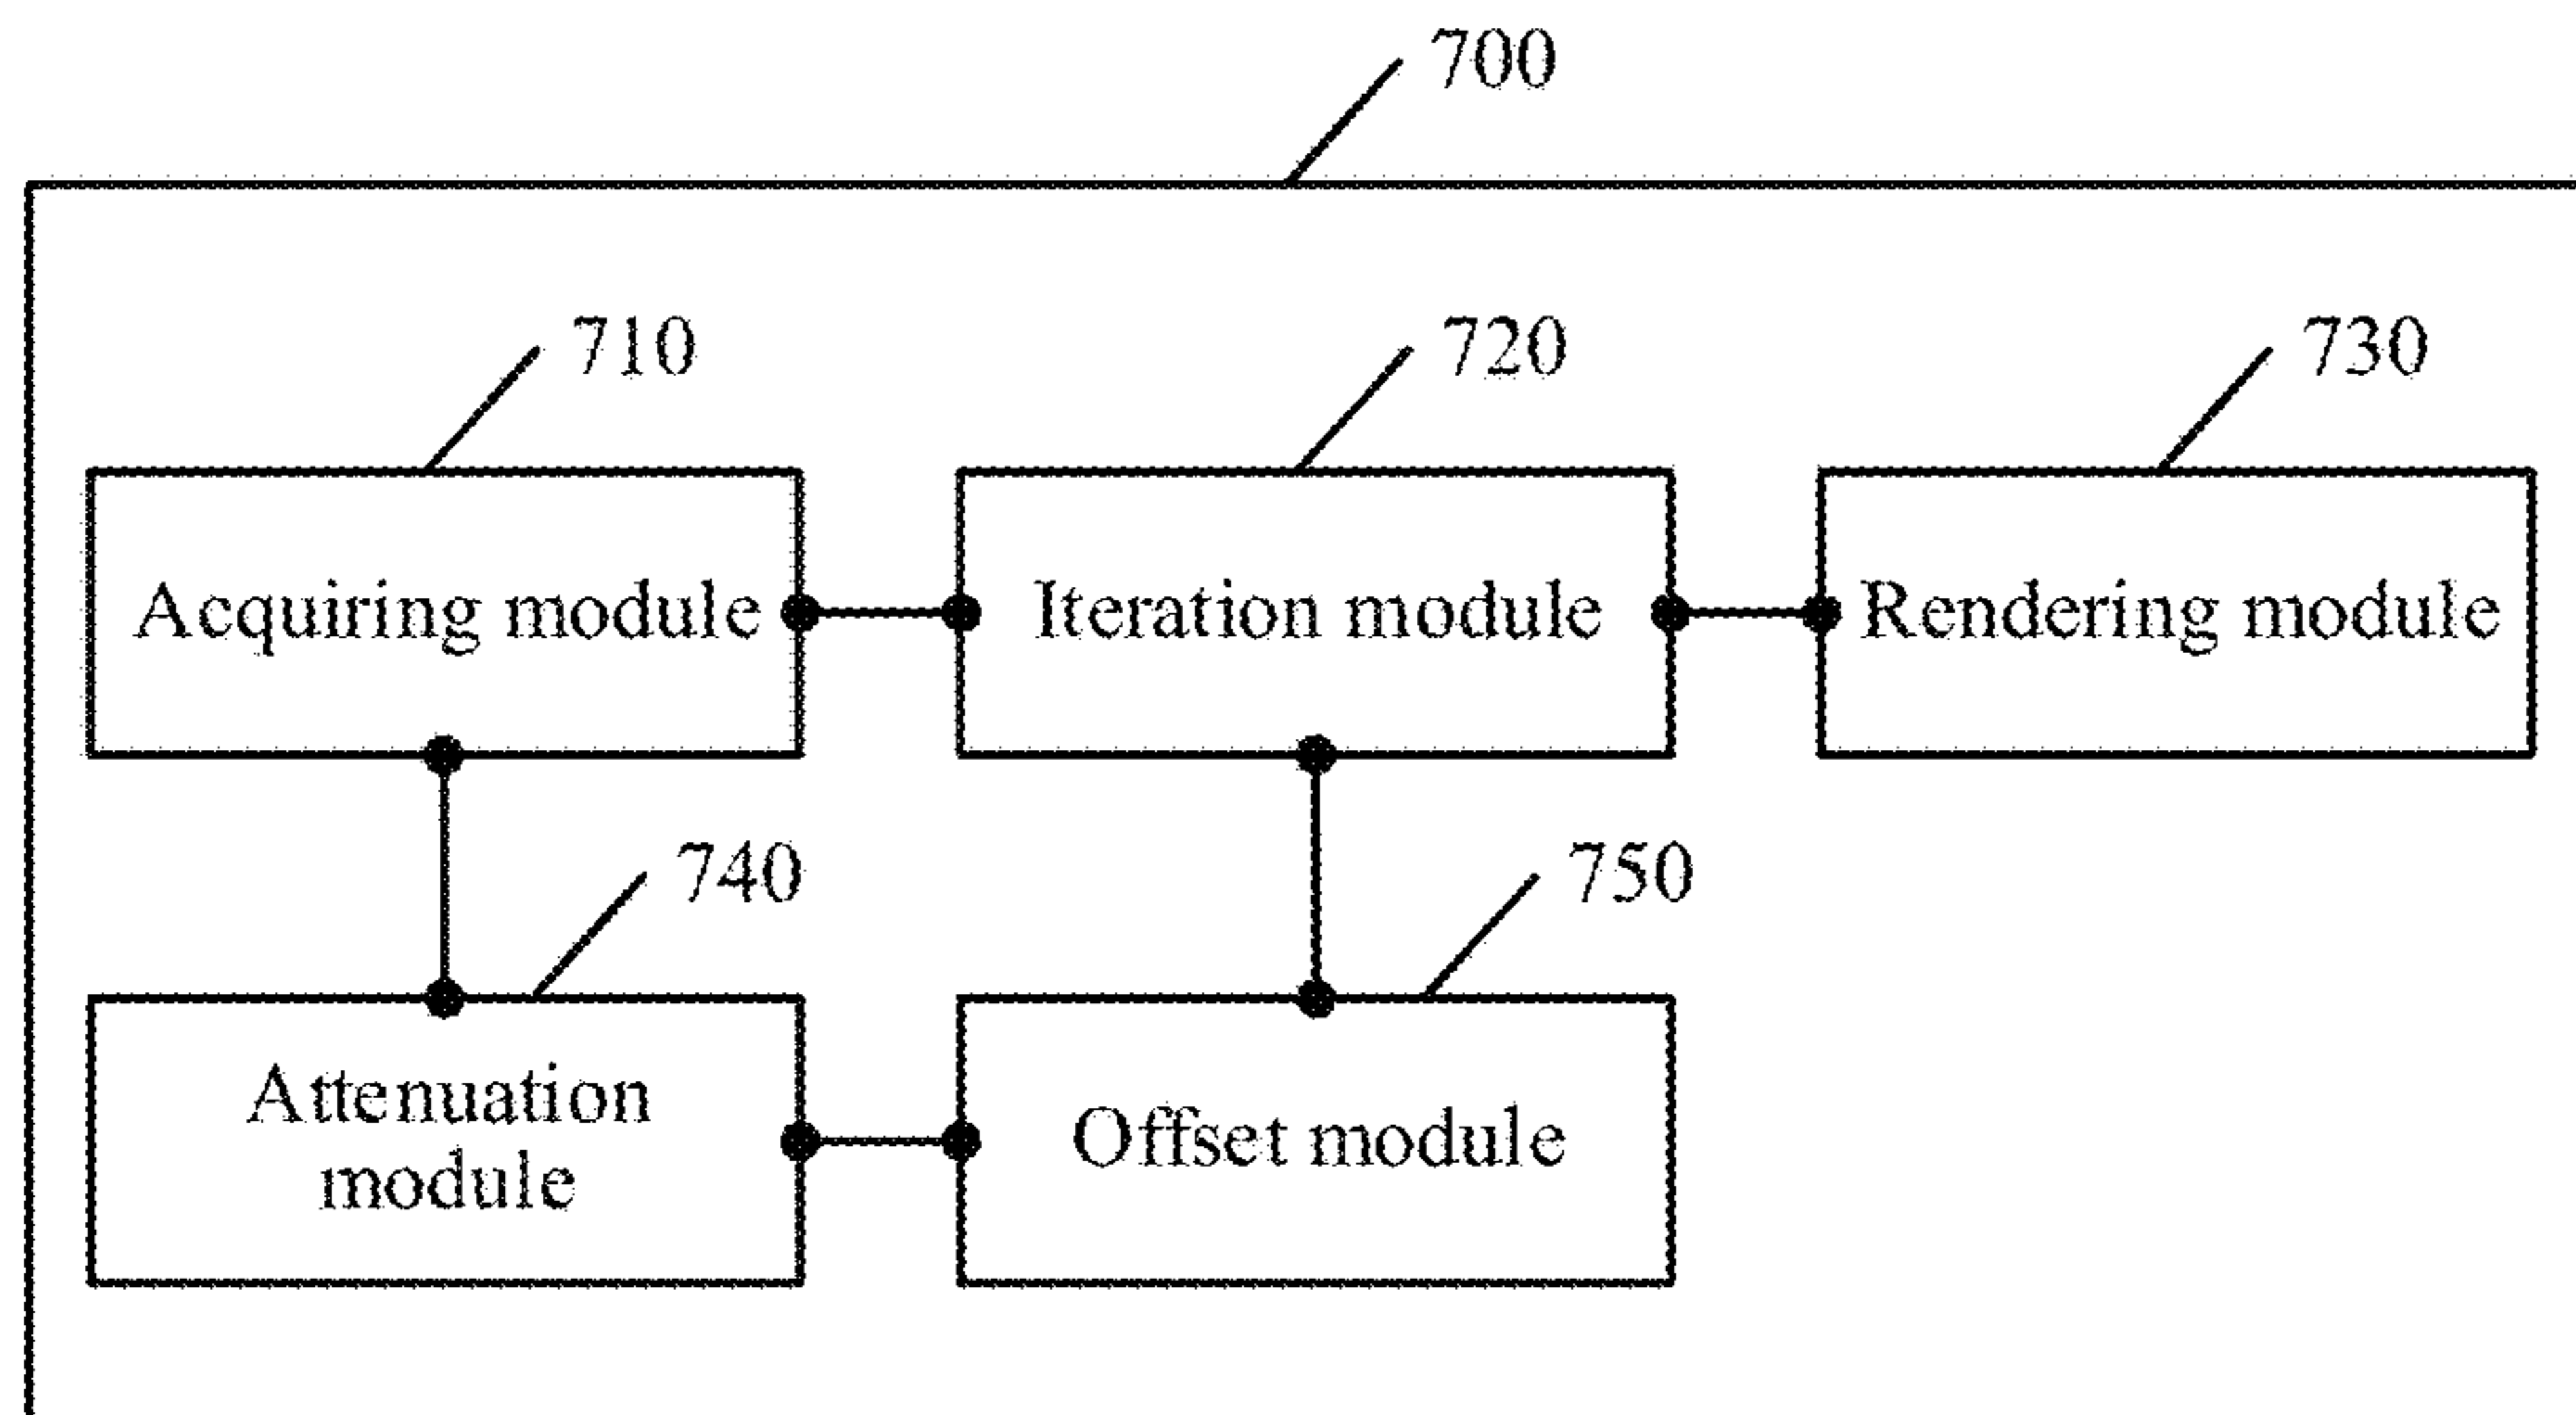 700
710
720
730
Acquiring module
Iteration module
Rendering module
740
750
Attenuation
module
Offset module